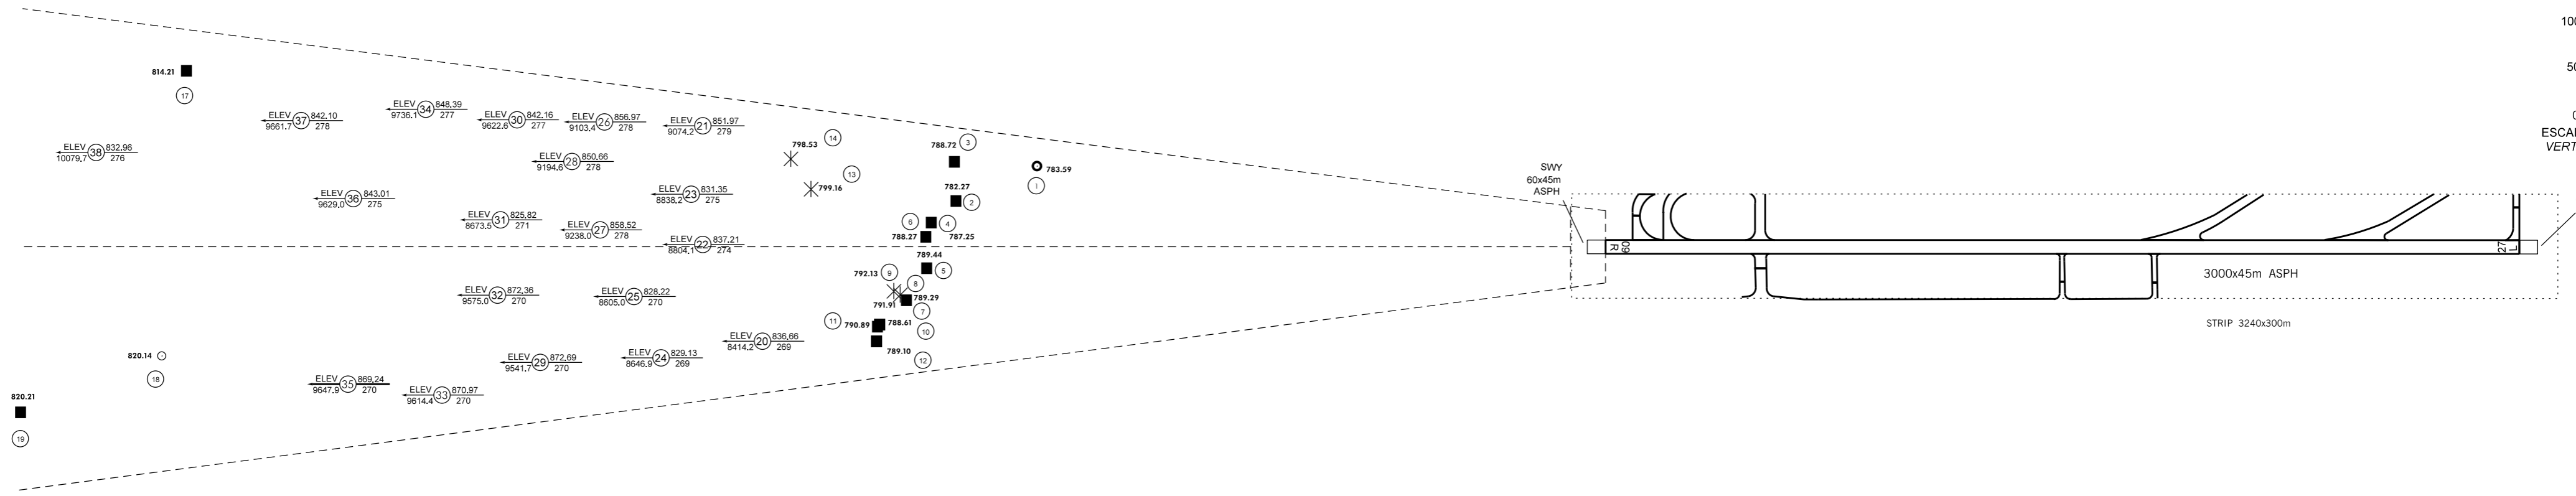 100
50
0
814.21
17
ELEV 34 848.39
9736.1 277
ELEV 37 842.10
9661.7 278
ELEV 30 842.16
9622.6 277
ELEV 26 856.97
9103.4 278
ELEV 21 851.97
9074.2 279
14
798.53
3
788.72
ELEV 38 832.96
10079.7 276
ELEV 28 850.66
9194.6 278
13
799.16
783.59
1
782.27
2
ELEV 36 843.01
9629.0 275
ELEV 23 831.35
8838.2 275
ELEV 31 825.82
8673.5 271
ELEV 27 858.52
9238.0 278
6
4
788.27
787.25
ELEV 22 837.21
8804.1 274
789.44
5
792.13
9
8
789.29
791.91
7
ELEV 32 872.36
9575.0 270
ELEV 25 828.22
8605.0 270
11
790.89
788.61
10
ELEV 20 836.66
8414.2 269
789.10
12
820.14
18
ELEV 29 872.69
9541.7 270
ELEV 24 829.13
8646.9 269
ELEV 35 869.24
9647.9 270
ELEV 33 870.97
9614.4 270
820.21
19
SWY
60x45m
ASPH
09
R
27
L
3000x45m ASPH
STRIP 3240x300m